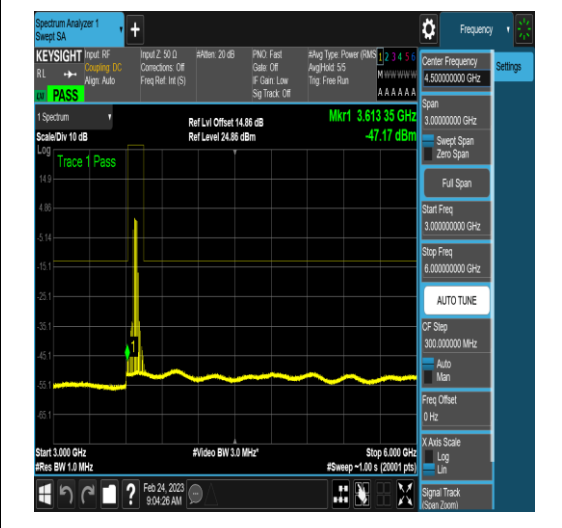 Spectrum Analyzer 1
Swept SA
Frequency
KEYSIGHT
RL
Input: RF
Coupling: DC
Align: Auto
Input Z: 50 Ω
Corrections: Off
Freq Ref: Int (S)
#Atten: 20 dB
PNO: Fast
Gate: Off
IF Gain: Low
Sig Track: Off
#Avg Type: Power (RMS
Avg|Hold: 5/5
Trig: Free Run
1 2 3 4 5 6
M W W W W W
A A A A A A
PASS
1 Spectrum
Scale/Div 10 dB
Ref Lvl Offset 14.86 dB
Ref Level 24.86 dBm
Mkr1 3.613 35 GHz
-47.17 dBm
Log
Trace 1 Pass
14.9
4.86
-5.14
-15.1
-25.1
-35.1
-45.1
-55.1
-65.1
1
Start 3.000 GHz
#Res BW 1.0 MHz
#Video BW 3.0 MHz*
Stop 6.000 GHz
#Sweep ~1.00 s (20001 pts)
?
Feb 24, 2023
9:04:26 AM
Settings
Center Frequency
4.500000000 GHz
Span
3.00000000 GHz
Swept Span
Zero Span
Full Span
Start Freq
3.000000000 GHz
Stop Freq
6.000000000 GHz
AUTO TUNE
CF Step
300.000000 MHz
Auto
Man
Freq Offset
0 Hz
X Axis Scale
Log
Lin
Signal Track
(Span Zoom)